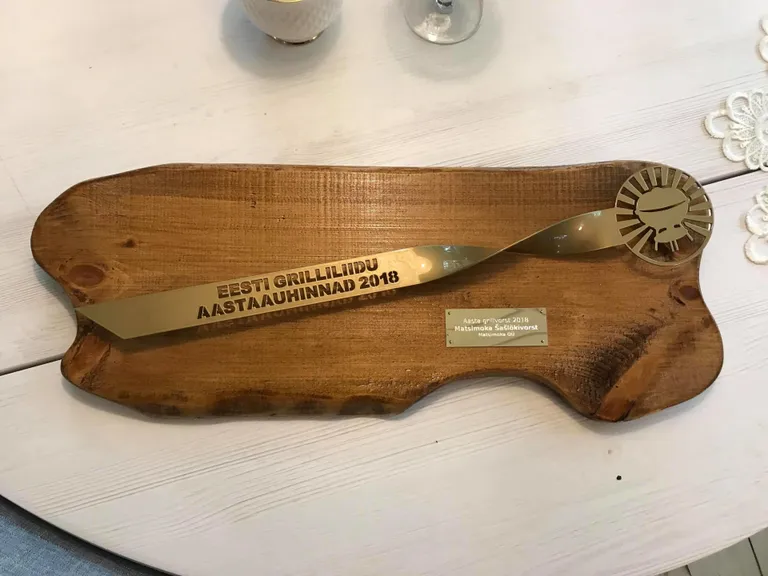 EESTI GRILLILIIDU
AASTAAUHINNAD 2018
Aasta grillvorst 2018
Matsimoka Šašlõkivorst
Matsimoka OÜ